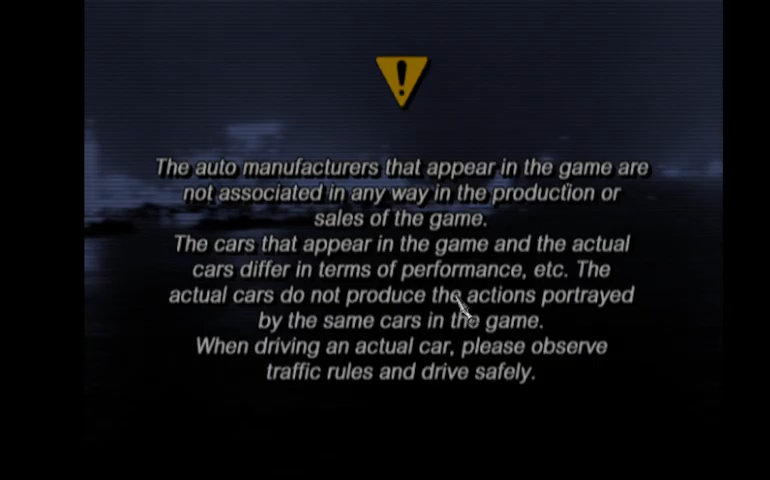 The auto manufacturers that appear in the game are
not associated in any way in the production or
sales of the game.
The cars that appear in the game and the actual
cars differ in terms of performance, etc. The
actual cars do not produce the actions portrayed
by the same cars in the game.
When driving an actual car, please observe
traffic rules and drive safely.